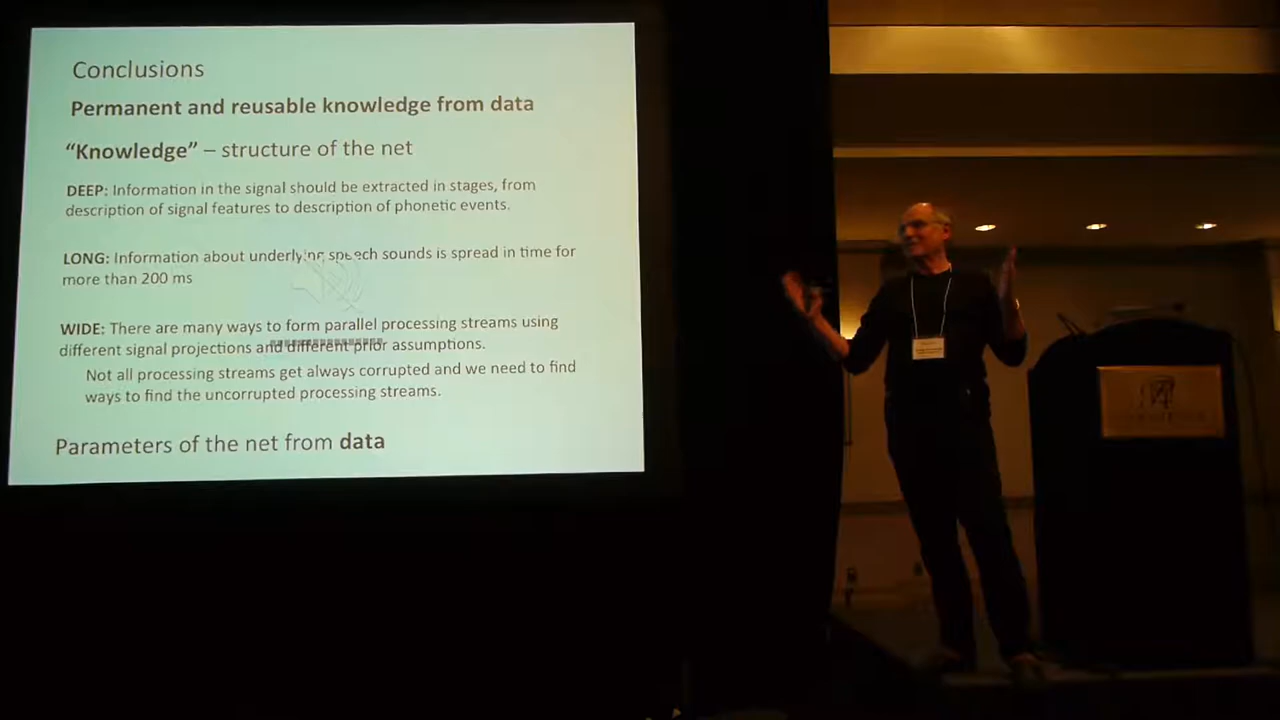 Conclusions
Permanent and reusable knowledge from data
“Knowledge” – structure of the net
DEEP: Information in the signal should be extracted in stages, from
description of signal features to description of phonetic events.
LONG: Information about underlying speech sounds is spread in time for
more than 200 ms
WIDE: There are many ways to form parallel processing streams using
different signal projections and different prior assumptions.
Not all processing streams get always corrupted and we need to find
ways to find the uncorrupted processing streams.
Parameters of the net from data